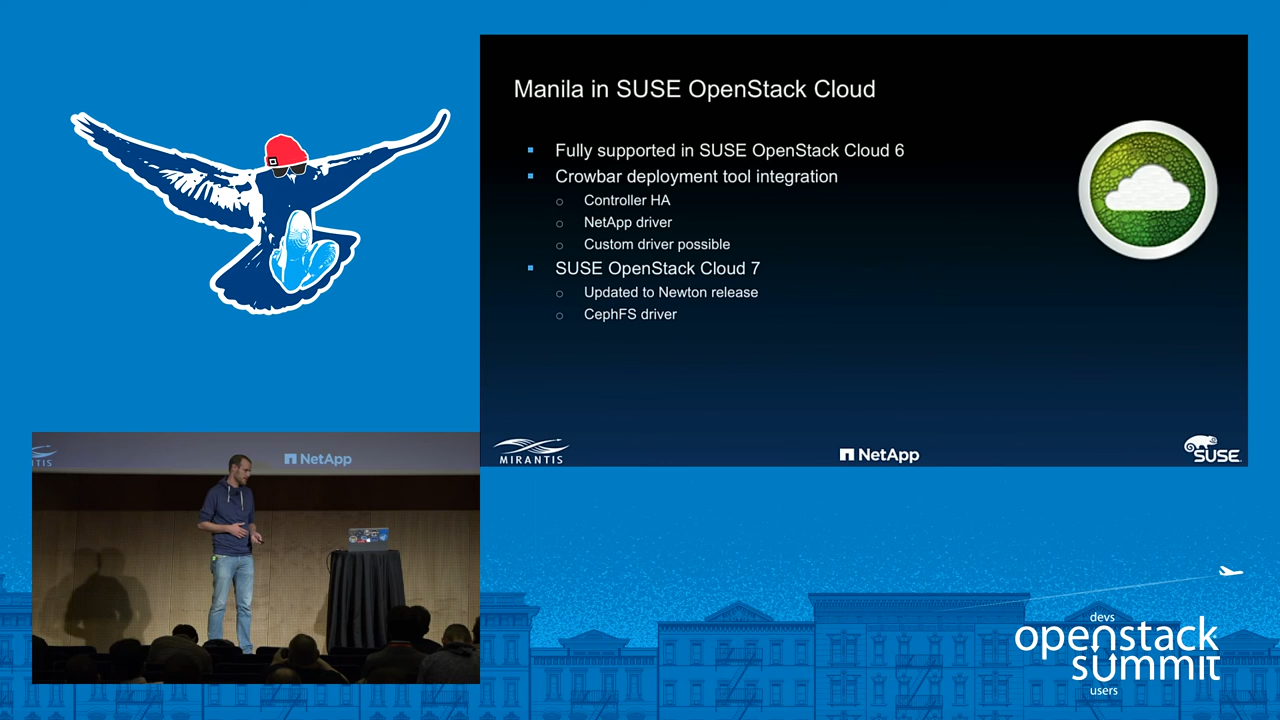 Manila in SUSE OpenStack Cloud
Fully supported in SUSE OpenStack Cloud 6
Crowbar deployment tool integration
Controller HA
NetApp driver
Custom driver possible
SUSE OpenStack Cloud 7
Updated to Newton release
CephFS driver
MIRANTIS
NetApp
SUSE
NTIS
NetApp
devs
openstack
summit
users